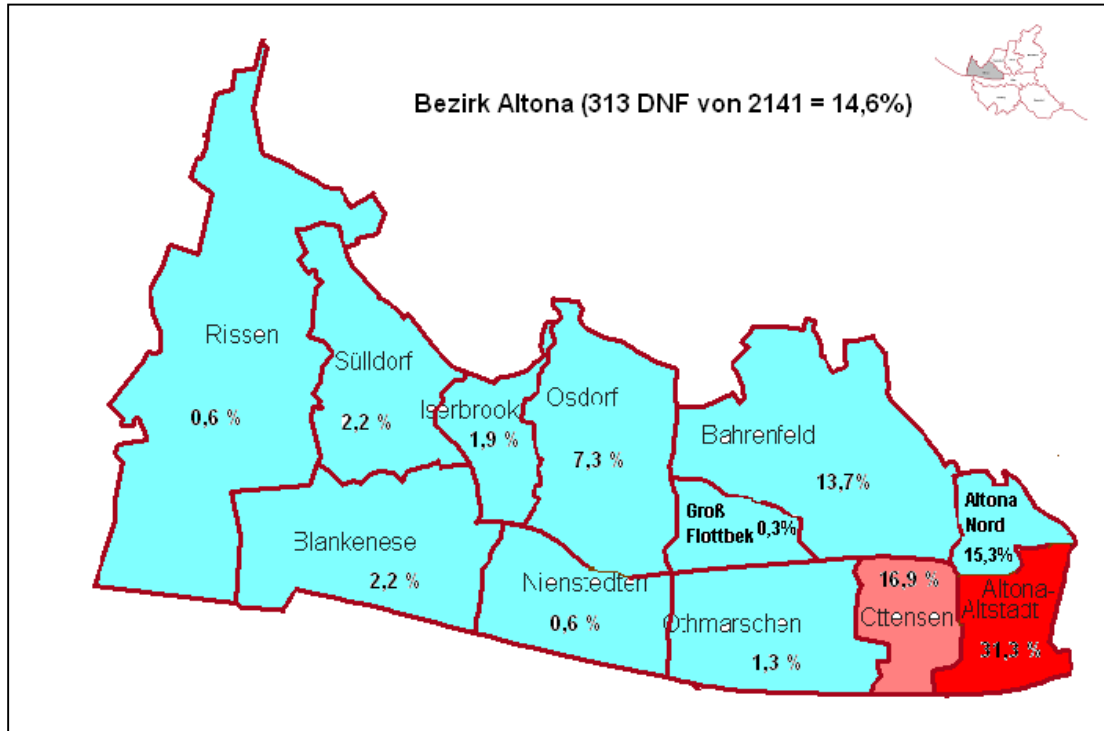 Bezirk Altona (313 DNF von 2141 = 14,6%)
Rissen
0,6 %
Sülldorf
2,2 %
Iserbrook
1,9 %
Osdorf
7,3 %
Bahrenfeld
13,7%
Groß
Flottbek 0,3%
Altona
Nord
15,3%
Blankenese
2,2 %
Nienstedten
0,6 %
Othmarschen
1,3 %
16,9 %
Ottensen
Altona-
Altstadt
31,3 %